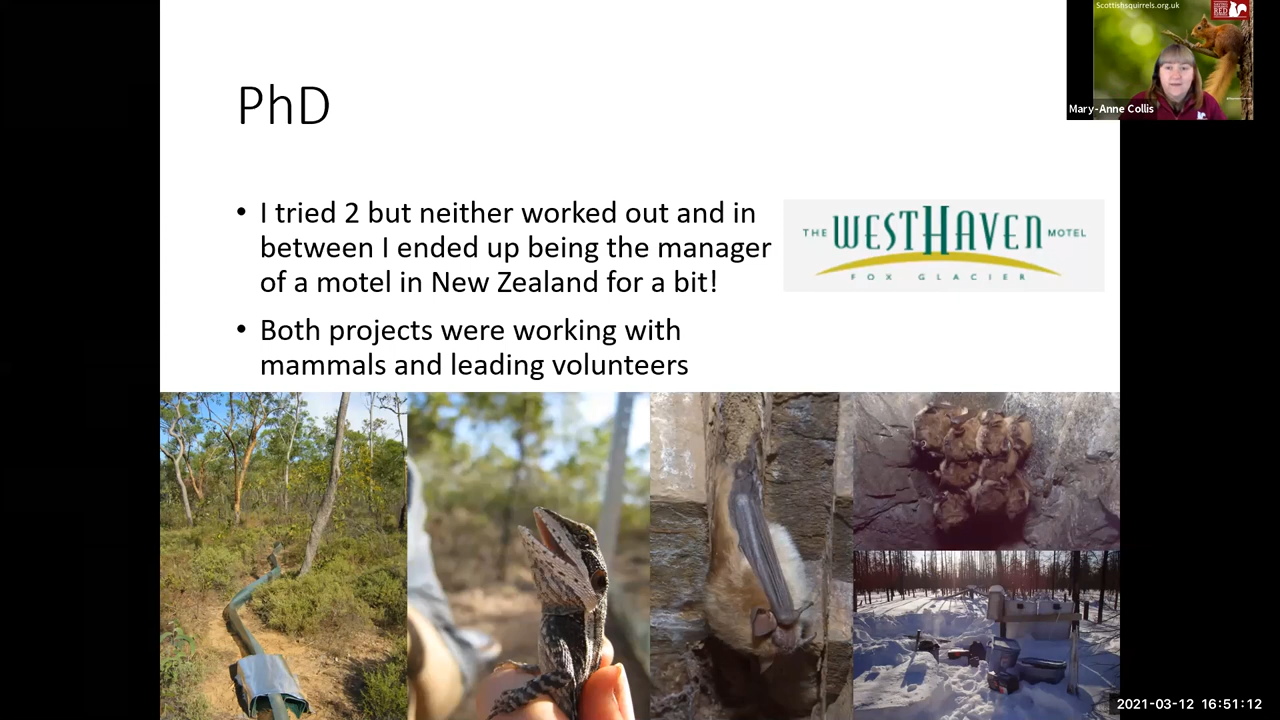 Scottishsquirrels.org.uk
RED
Mary-Anne Collis
PhD
• I tried 2 but neither worked out and in
between I ended up being the manager
of a motel in New Zealand for a bit!
• Both projects were working with
mammals and leading volunteers
THE WESTHAVEN MOTEL
FOX GLACIER
2021-03-12 16:51:12